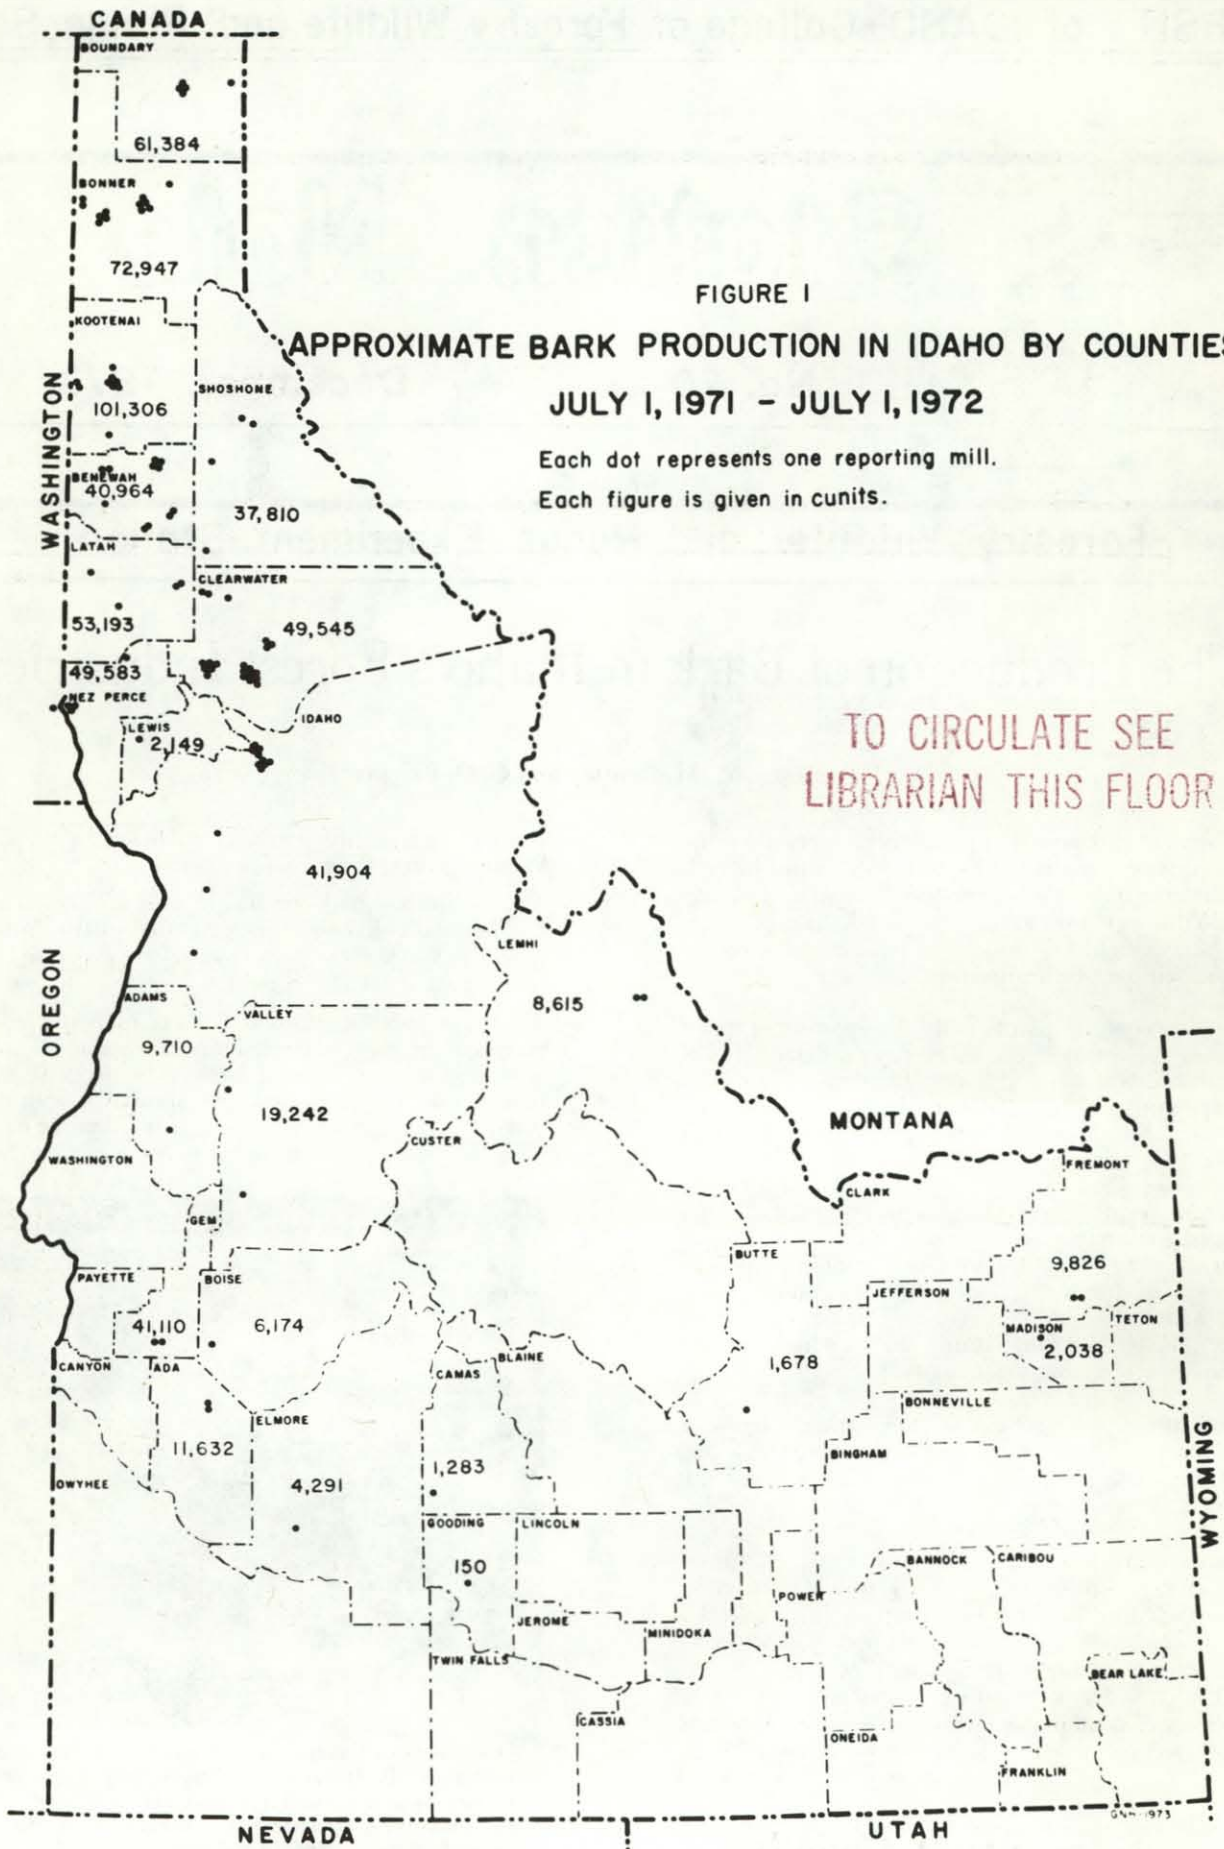 CANADA
BOUNDARY
61,384
BONNER
72,947
FIGURE 1
KOOTENAI
APPROXIMATE BARK PRODUCTION IN IDAHO BY COUNTIES
SHOSHONE
JULY 1, 1971 - JULY 1, 1972
101,306
WASHINGTON
Each dot represents one reporting mill.
BENEWAH
40,964
Each figure is given in cunits.
37,810
LATAH
CLEARWATER
53,193
49,545
49,583
NEZ PERCE
IDAHO
LEWIS
2,149
TO CIRCULATE SEE
LIBRARIAN THIS FLOOR
41,904
LEMHI
OREGON
ADAMS
8,615
VALLEY
9,710
19,242
MONTANA
CUSTER
WASHINGTON
FREMONT
CLARK
GEM
BUTTE
9,826
PAYETTE
BOISE
JEFFERSON
41,110
6,174
MADISON
TETON
2,038
CANYON
ADA
BLAINE
CAMAS
1,678
BONNEVILLE
ELMORE
11,632
BINGHAM
WYOMING
OWYHEE
4,291
1,283
GOODING
LINCOLN
BANNOCK
CARIBOU
150
POWER
JEROME
MINIDOKA
TWIN FALLS
BEAR LAKE
CASSIA
ONEIDA
FRANKLIN
GNH-1973
NEVADA
UTAH